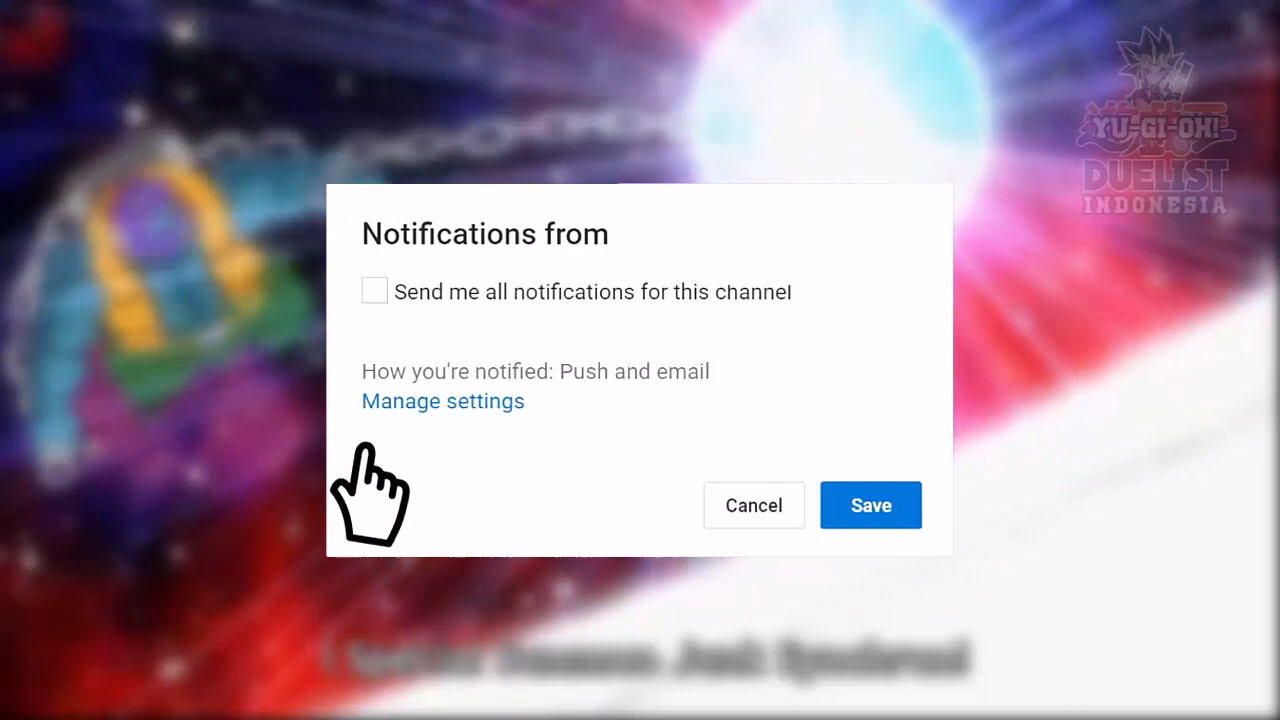 YU-GI-OH!
DUELIST
INDONESIA
Notifications from
Send me all notifications for this channel
How you're notified: Push and email
Manage settings
Cancel
Save